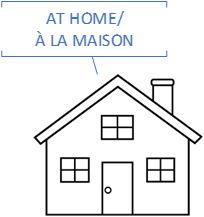 AT HOME/
À LA MAISON